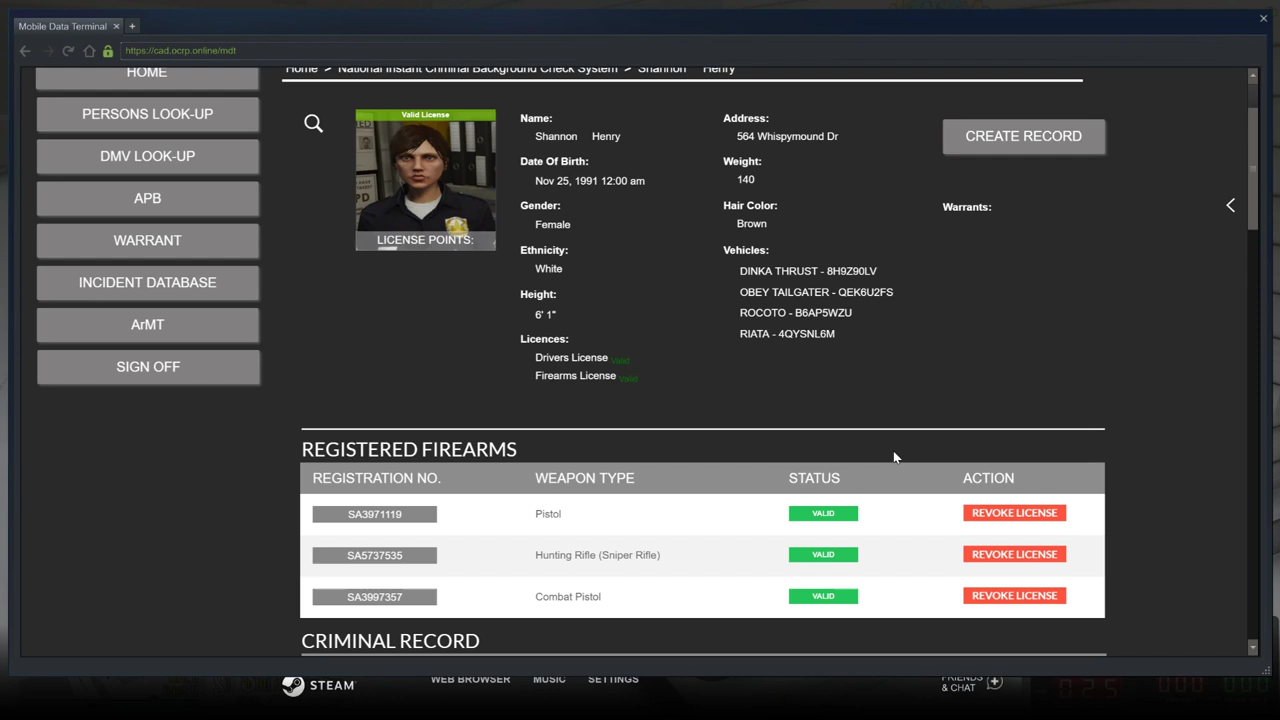 Mobile Data Terminal
https://cad.ocrp.online/mdt
HOME
PERSONS LOOK-UP
DMV LOOK-UP
APB
WARRANT
INCIDENT DATABASE
ArMT
SIGN OFF
Home > National Instant Criminal Background Check System > Shannon Henry
Valid License
LICENSE POINTS:
Name:
Shannon Henry
Date Of Birth:
Nov 25, 1991 12:00 am
Gender:
Female
Ethnicity:
White
Height:
6' 1"
Licences:
Drivers License Valid
Firearms License Valid
Address:
564 Whispymound Dr
Weight:
140
Hair Color:
Brown
Vehicles:
DINKA THRUST - 8H9Z90LV
OBEY TAILGATER - QEK6U2FS
ROCOTO - B6AP5WZU
RIATA - 4QYSNL6M
CREATE RECORD
Warrants:
REGISTERED FIREARMS
REGISTRATION NO. WEAPON TYPE STATUS ACTION
SA3971119 Pistol VALID REVOKE LICENSE
SA5737535 Hunting Rifle (Sniper Rifle) VALID REVOKE LICENSE
SA3997357 Combat Pistol VALID REVOKE LICENSE
CRIMINAL RECORD
STEAM
WEB BROWSER MUSIC SETTINGS
FRIENDS
& CHAT